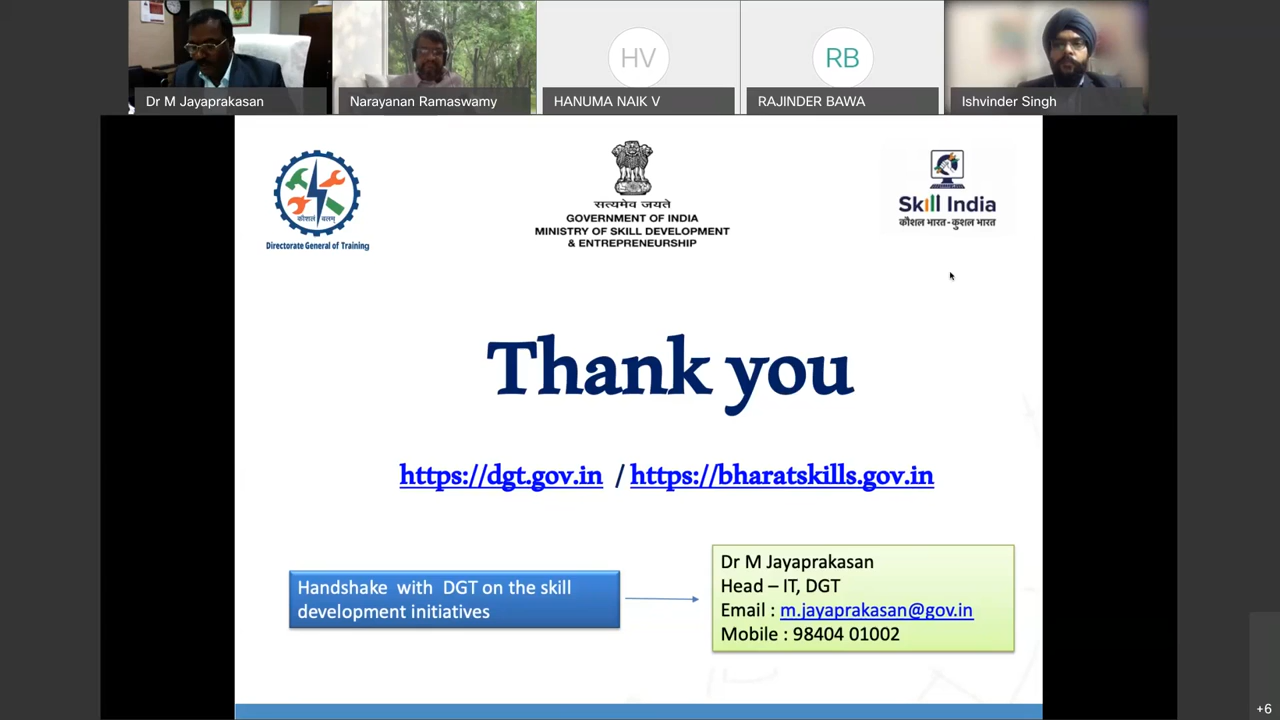 Dr M Jayaprakasan
Narayanan Ramaswamy
HV
HANUMA NAIK V
RB
RAJINDER BAWA
Ishvinder Singh
कौशलं बलम्
Directorate General of Training
सत्यमेव जयते
GOVERNMENT OF INDIA
MINISTRY OF SKILL DEVELOPMENT
& ENTREPRENEURSHIP
Skill India
कौशल भारत - कुशल भारत
Thank you
https://dgt.gov.in / https://bharatskills.gov.in
Handshake with DGT on the skill
development initiatives
Dr M Jayaprakasan
Head – IT, DGT
Email : m.jayaprakasan@gov.in
Mobile : 98404 01002
+6